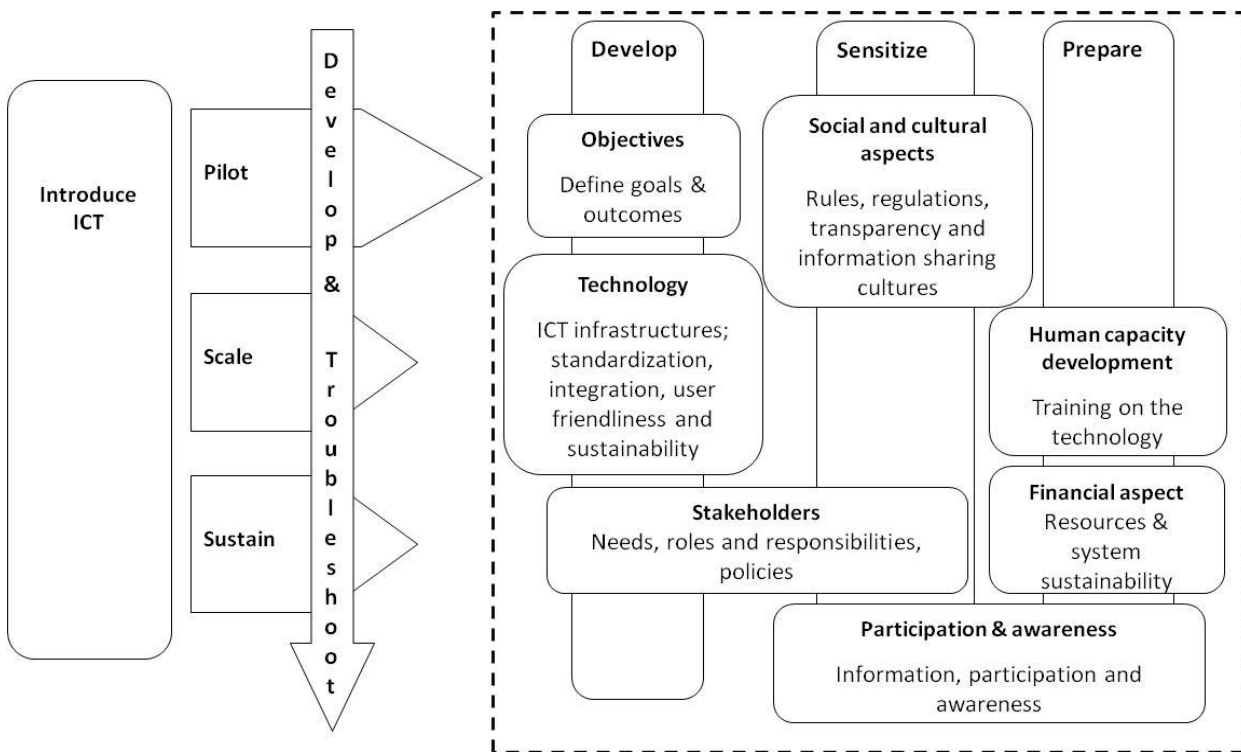 Introduce
ICT
Pilot
Scale
Sustain
Develop & Troubleshoot
Develop
Sensitize
Prepare
Objectives
Define goals &
outcomes
Social and cultural
aspects
Rules, regulations,
transparency and
information sharing
cultures
Technology
ICT infrastructures;
standardization,
integration, user
friendliness and
sustainability
Human capacity
development
Training on the
technology
Stakeholders
Needs, roles and responsibilities,
policies
Financial aspect
Resources &
system
sustainability
Participation & awareness
Information, participation and
awareness